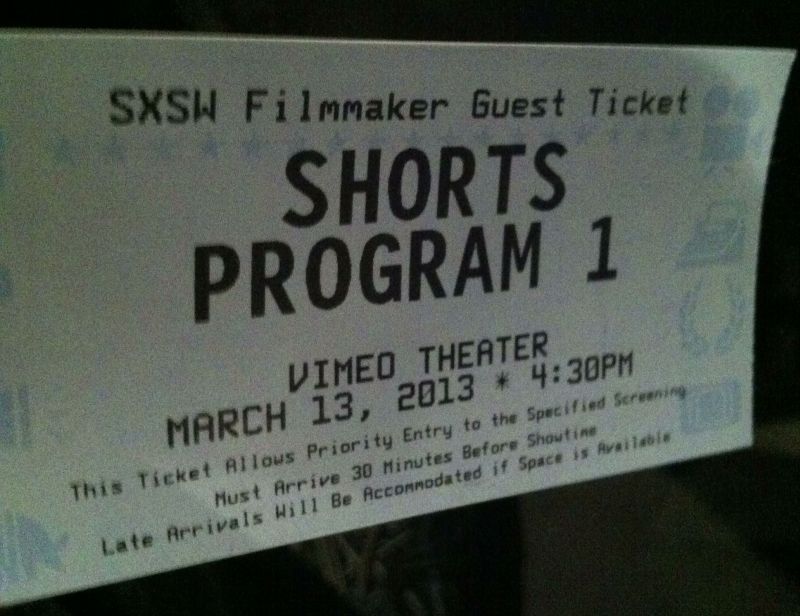 SXSW Filmmaker Guest Ticket
SHORTS
PROGRAM 1
VIMEO THEATER
MARCH 13, 2013 * 4:30PM
This Ticket Allows Priority Entry to the Specified Screening
Must Arrive 30 Minutes Before Showtime
Late Arrivals Will Be Accommodated if Space is Available